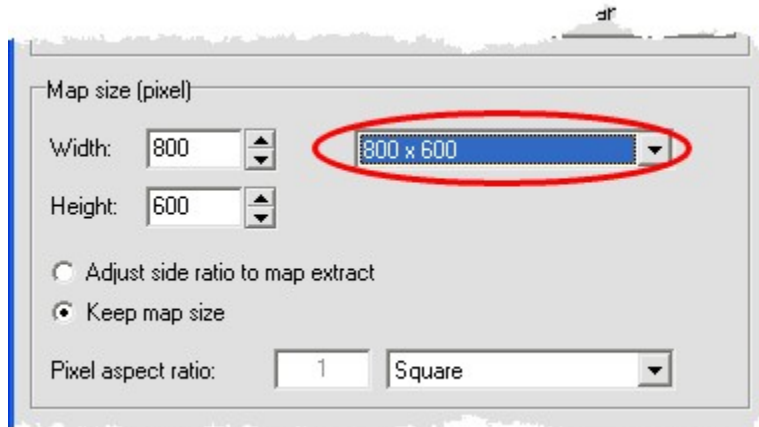 ar
Map size (pixel)
Width: 800 800 x 600
Height: 600
Adjust side ratio to map extract
Keep map size
Pixel aspect ratio: 1 Square